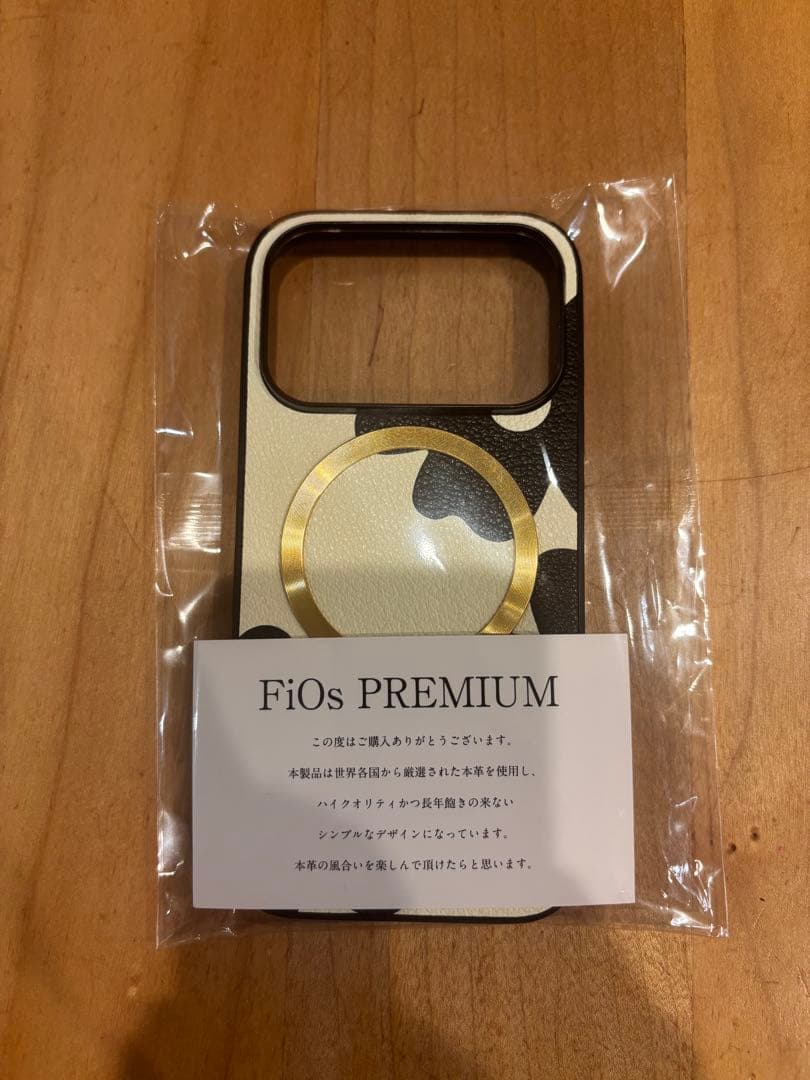 FiOs PREMIUM
この度はご購入ありがとうございます。
本製品は世界各国から厳選された本革を使用し、
ハイクオリティかつ長年飽きの来ない
シンプルなデザインになっています。
本革の風合いを楽しんで頂けたらと思います。